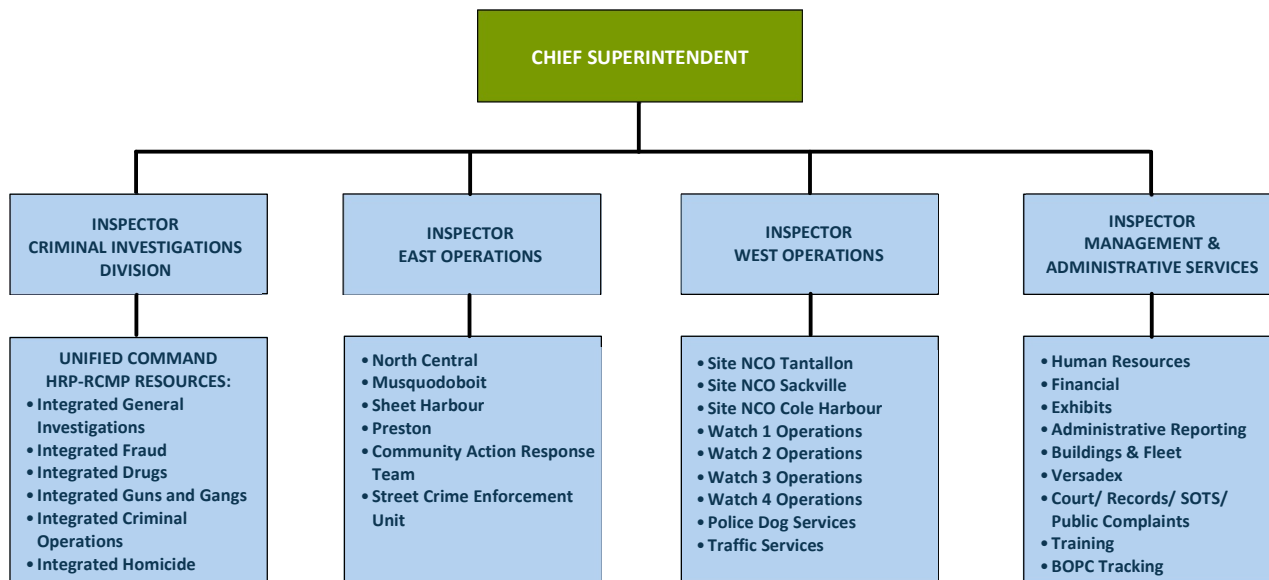 CHIEF SUPERINTENDENT
INSPECTOR
CRIMINAL INVESTIGATIONS
DIVISION
INSPECTOR
EAST OPERATIONS
INSPECTOR
WEST OPERATIONS
INSPECTOR
MANAGEMENT &
ADMINISTRATIVE SERVICES
UNIFIED COMMAND
HRP-RCMP RESOURCES:
• Integrated General
Investigations
• Integrated Fraud
• Integrated Drugs
• Integrated Guns and Gangs
• Integrated Criminal
Operations
• Integrated Homicide
• North Central
• Musquodoboit
• Sheet Harbour
• Preston
• Community Action Response
Team
• Street Crime Enforcement
Unit
• Site NCO Tantallon
• Site NCO Sackville
• Site NCO Cole Harbour
• Watch 1 Operations
• Watch 2 Operations
• Watch 3 Operations
• Watch 4 Operations
• Police Dog Services
• Traffic Services
• Human Resources
• Financial
• Exhibits
• Administrative Reporting
• Buildings & Fleet
• Versadex
• Court/ Records/ SOTS/
Public Complaints
• Training
• BOPC Tracking